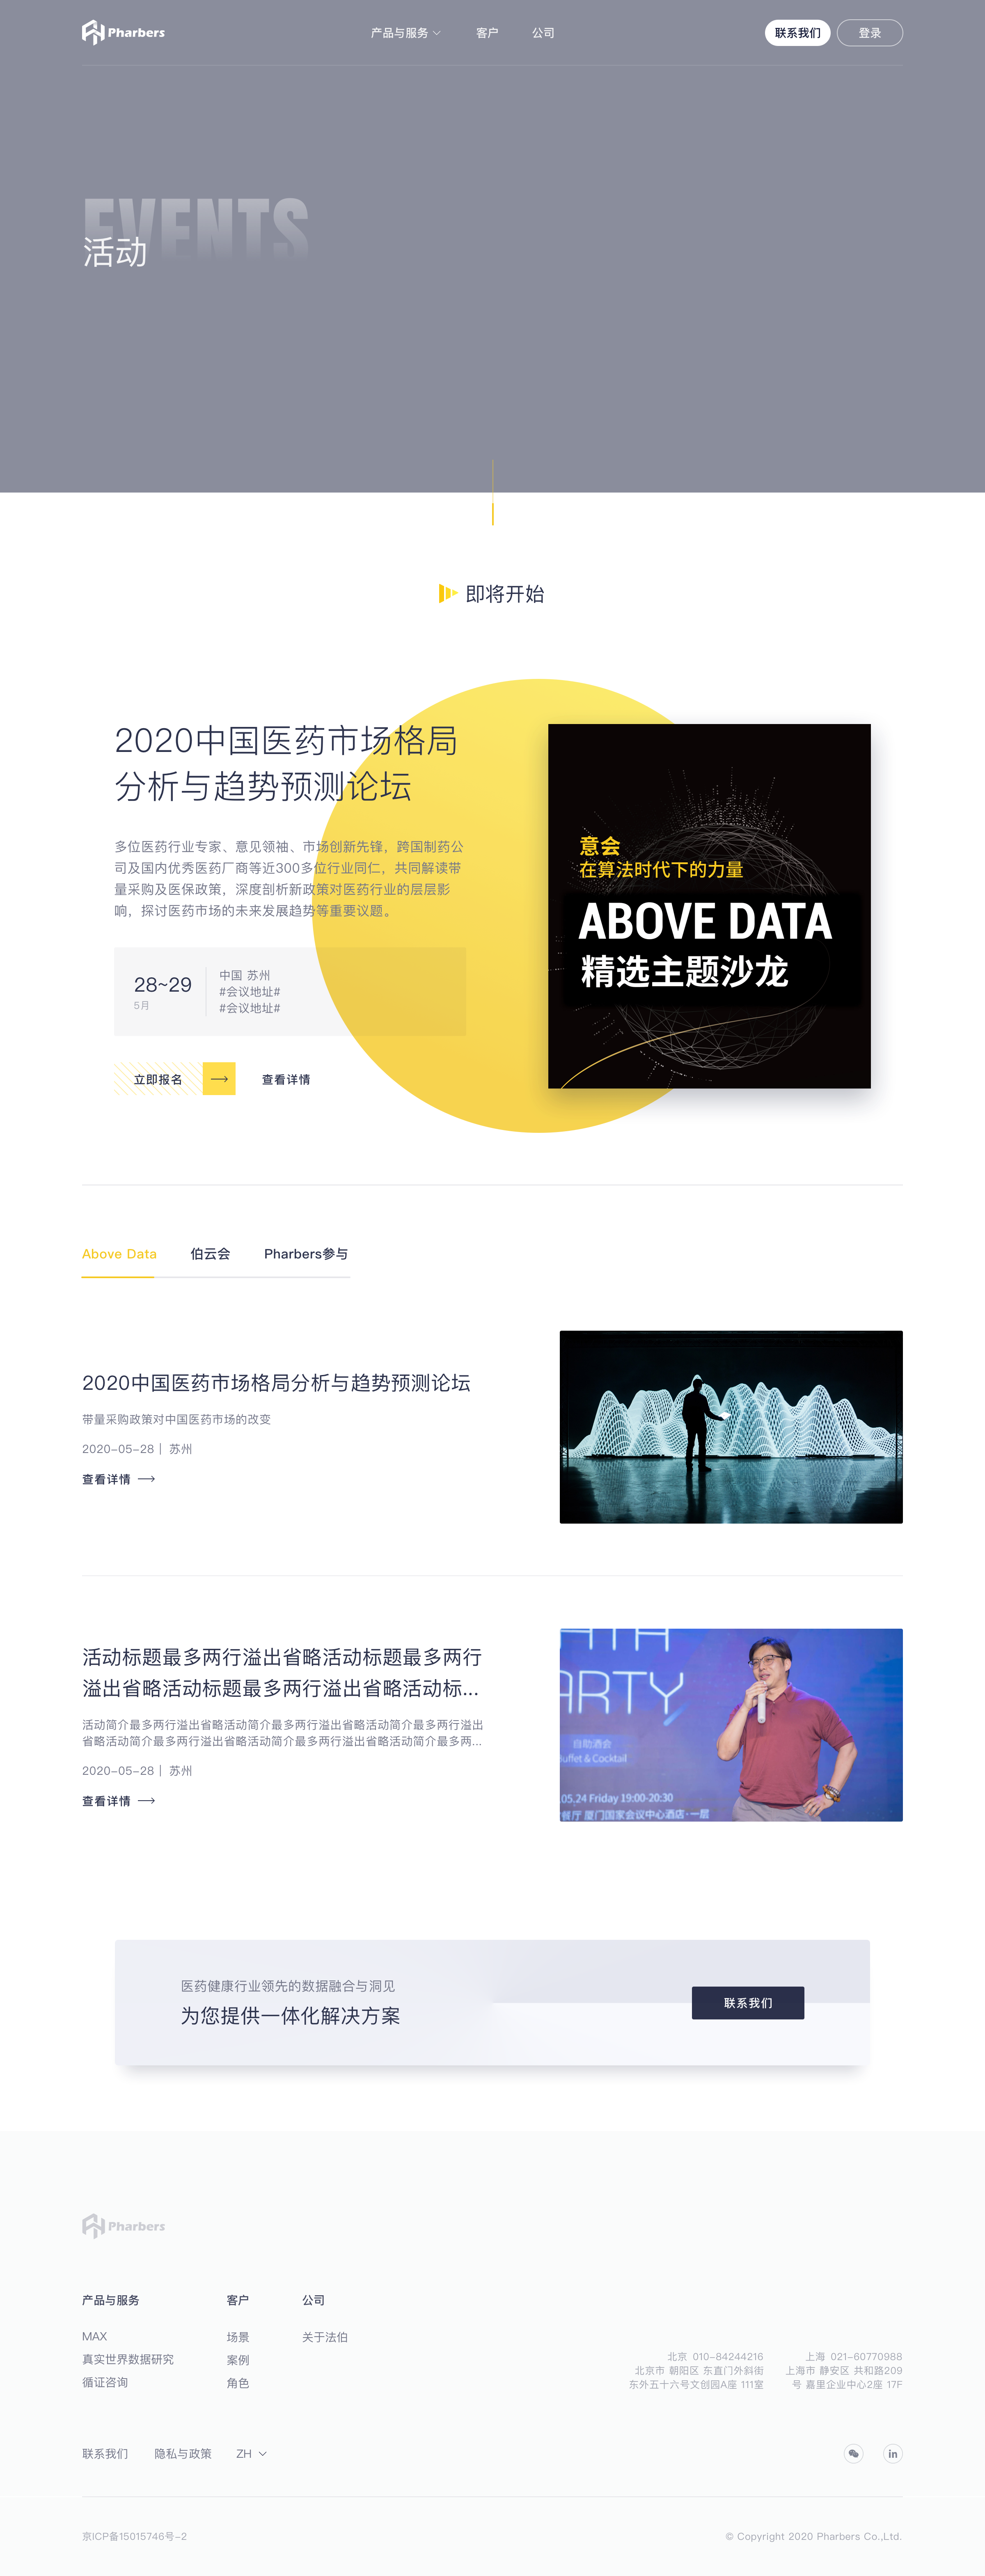 Pharbers
产品与服务
客户
公司
联系我们
登录
EVENTS
活动
即将开始
2020中国医药市场格局
分析与趋势预测论坛
多位医药行业专家、意见领袖、市场创新先锋，跨国制药公
司及国内优秀医药厂商等近300多位行业同仁，共同解读带
量采购及医保政策，深度剖析新政策对医药行业的层层影
响，探讨医药市场的未来发展趋势等重要议题。
28~29
5月
中国 苏州
#会议地址#
#会议地址#
立即报名
查看详情
意会
在算法时代下的力量
ABOVE DATA
精选主题沙龙
Above Data
伯云会
Pharbers参与
2020中国医药市场格局分析与趋势预测论坛
带量采购政策对中国医药市场的改变
2020-05-28 | 苏州
查看详情
活动标题最多两行溢出省略活动标题最多两行
溢出省略活动标题最多两行溢出省略活动标...
活动简介最多两行溢出省略活动简介最多两行溢出省略活动简介最多两行溢出
省略活动简介最多两行溢出省略活动简介最多两行溢出省略活动简介最多两...
2020-05-28 | 苏州
查看详情
ATA
ARTY
自助酒会
Buffet & Cocktail
.05.24 Friday 19:00-20:30
餐厅 厦门国家会议中心酒店·一层
医药健康行业领先的数据融合与洞见
为您提供一体化解决方案
联系我们
Pharbers
产品与服务
MAX
真实世界数据研究
循证咨询
客户
场景
案例
角色
公司
关于法伯
北京 010-84244216
北京市 朝阳区 东直门外斜街
东外五十六号文创园A座 111室
上海 021-60770988
上海市 静安区 共和路209
号 嘉里企业中心2座 17F
联系我们
隐私与政策
ZH
in
京ICP备15015746号-2
© Copyright 2020 Pharbers Co.,Ltd.